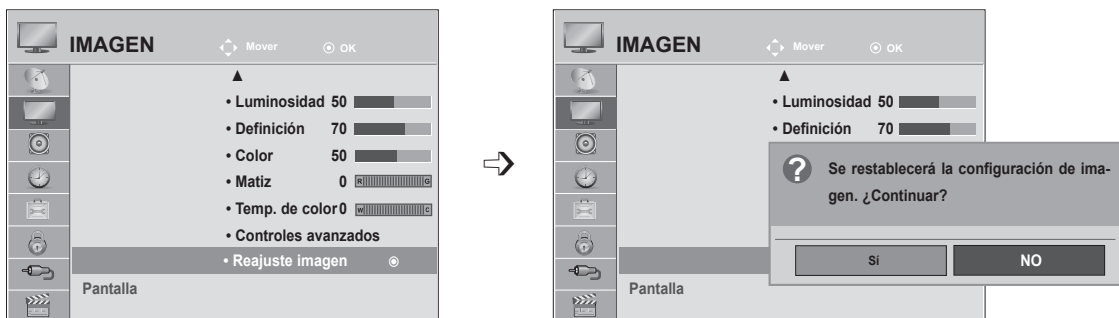 IMAGEN Mover OK
▲
• Luminosidad 50
• Definición 70
• Color 50
• Matiz 0 R G
• Temp. de color 0 W C
• Controles avanzados
• Reajuste imagen
Pantalla
IMAGEN Mover OK
▲
• Luminosidad 50
• Definición 70
? Se restablecerá la configuración de ima-
gen. ¿Continuar?
Sí NO
Pantalla